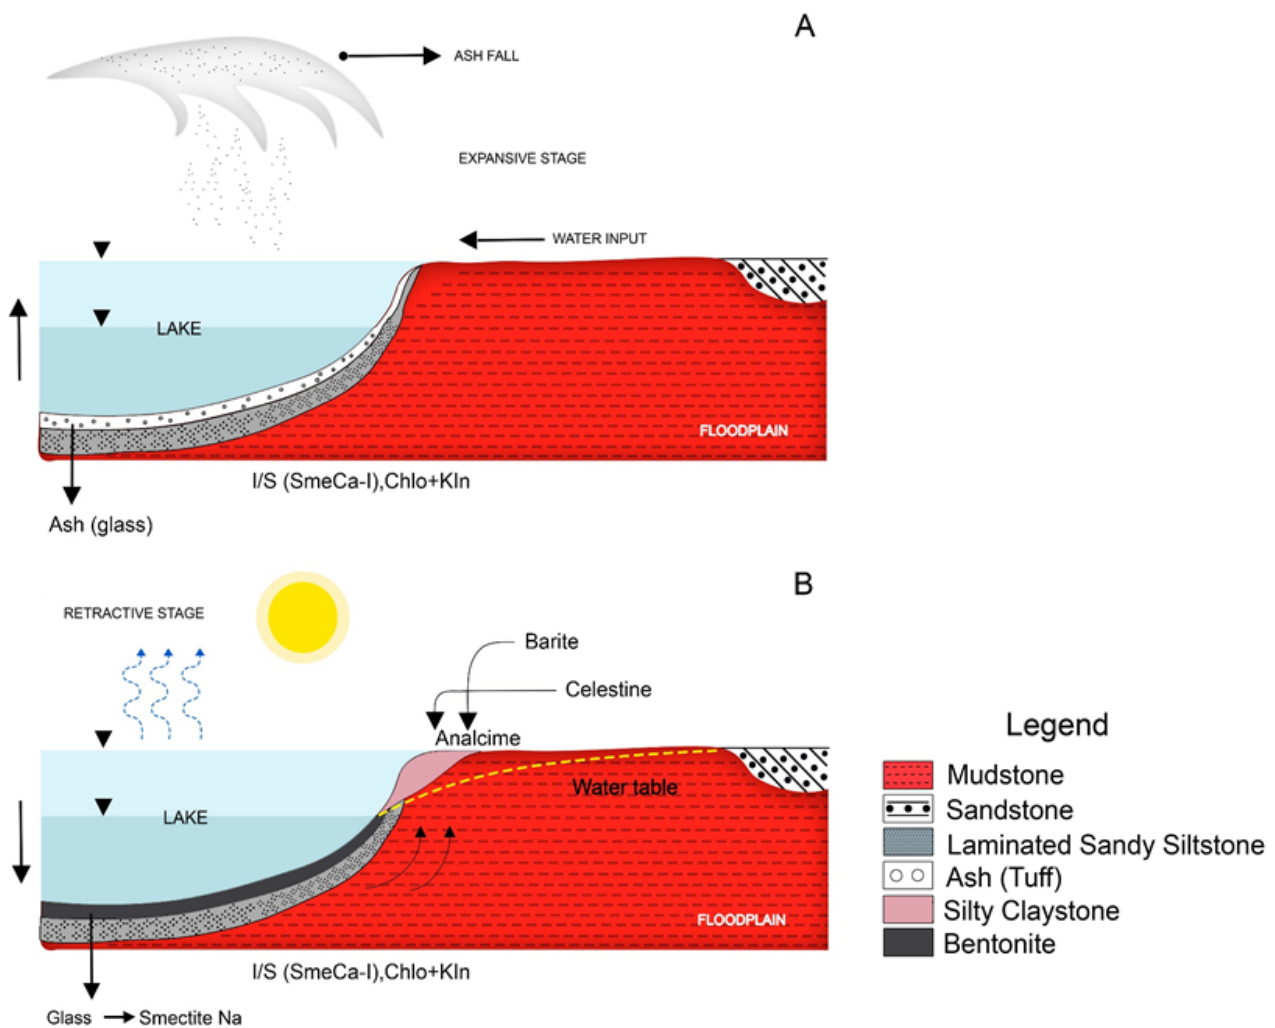 A
ASH FALL
EXPANSIVE STAGE
WATER INPUT
LAKE
FLOODPLAIN
I/S (SmeCa-I),Chlo+Kln
Ash (glass)
B
RETRACTIVE STAGE
Barite
Celestine
Analcime
Water table
LAKE
FLOODPLAIN
I/S (SmeCa-I),Chlo+Kln
Glass → Smectite Na
Legend
Mudstone
Sandstone
Laminated Sandy Siltstone
Ash (Tuff)
Silty Claystone
Bentonite